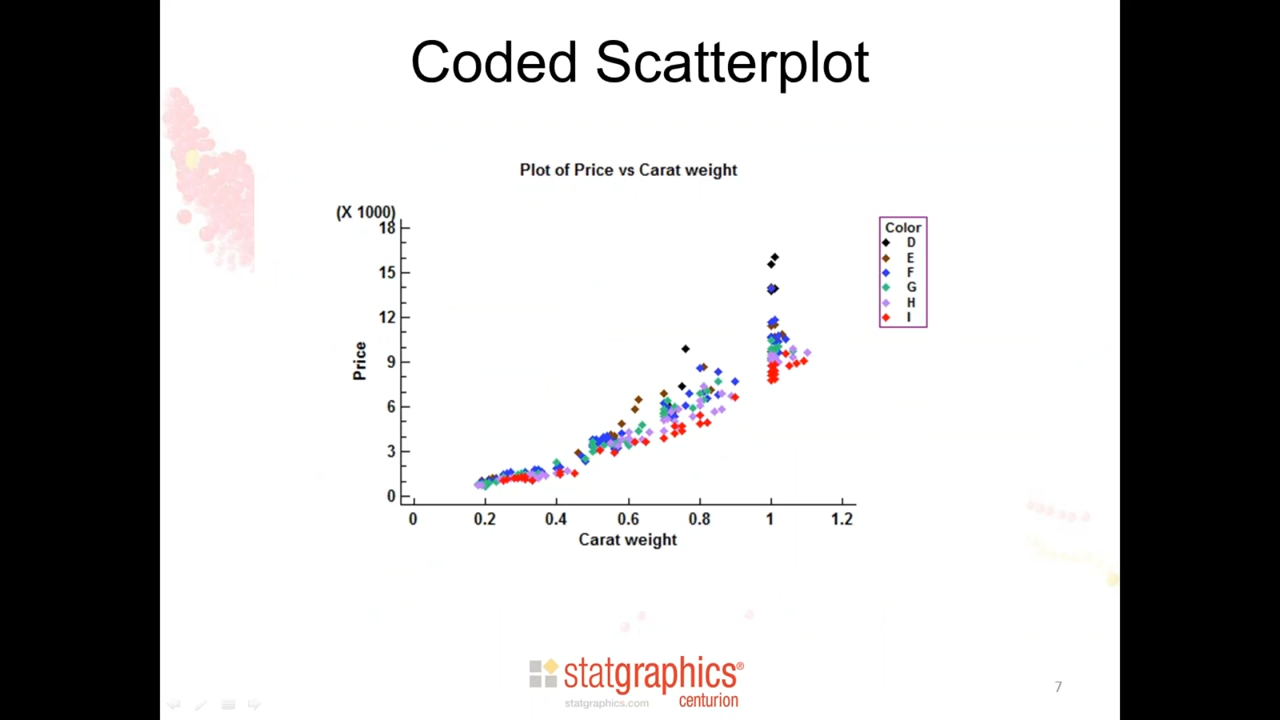 Coded Scatterplot
Plot of Price vs Carat weight
(X 1000)
18
15
12
9
6
3
0
Price
0 0.2 0.4 0.6 0.8 1 1.2
Carat weight
Color
D
E
F
G
H
I
statgraphics®
centurion
statgraphics.com
7